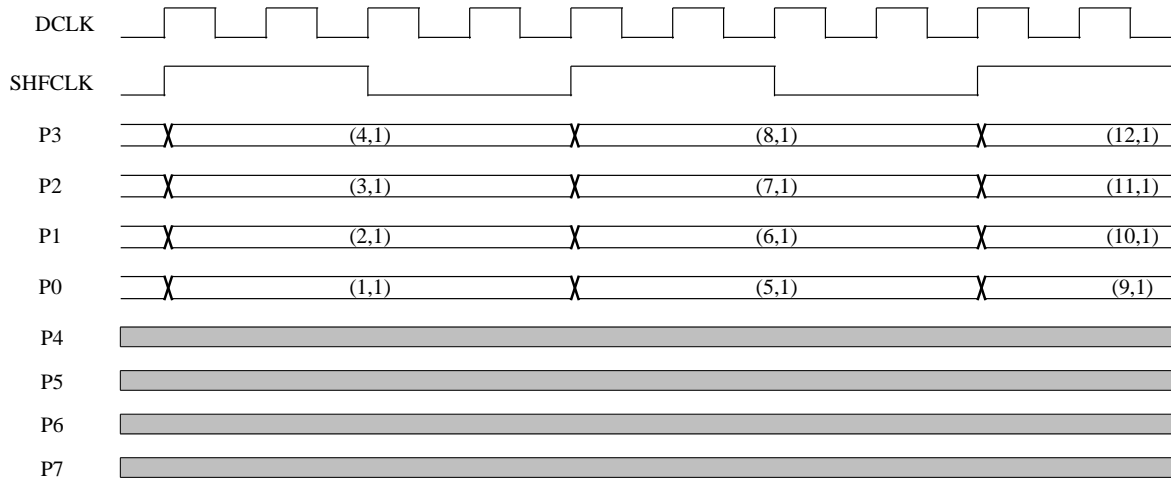 DCLK
SHFCLK
P3 (4,1) (8,1) (12,1)
P2 (3,1) (7,1) (11,1)
P1 (2,1) (6,1) (10,1)
P0 (1,1) (5,1) (9,1)
P4
P5
P6
P7